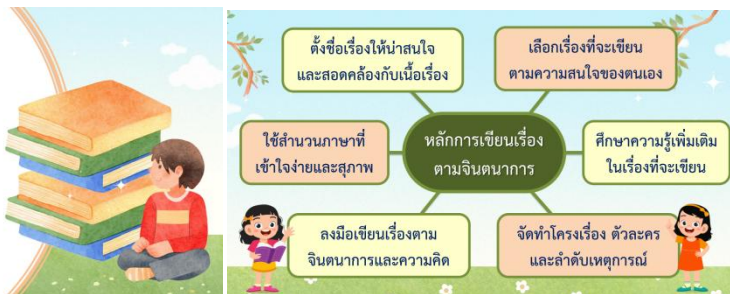 ตั้งชื่อเรื่องให้น่าสนใจ
และสอดคล้องกับเนื้อเรื่อง
เลือกเรื่องที่จะเขียน
ตามความสนใจของตนเอง
ใช้สำนวนภาษาที่
เข้าใจง่ายและสุภาพ
หลักการเขียนเรื่อง
ตามจินตนาการ
ศึกษาความรู้เพิ่มเติม
ในเรื่องที่จะเขียน
ลงมือเขียนเรื่องตาม
จินตนาการและความคิด
จัดทำโครงเรื่อง ตัวละคร
และลำดับเหตุการณ์